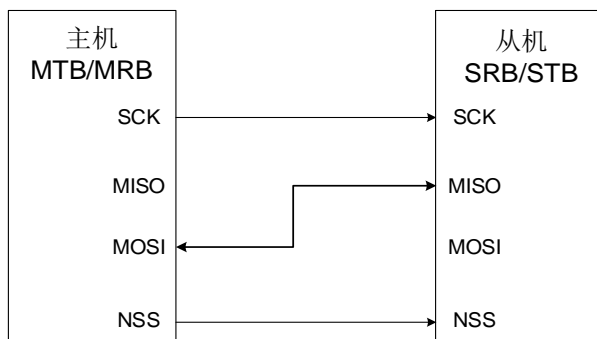 主机
MTB/MRB
SCK
MISO
MOSI
NSS
从机
SRB/STB
SCK
MISO
MOSI
NSS